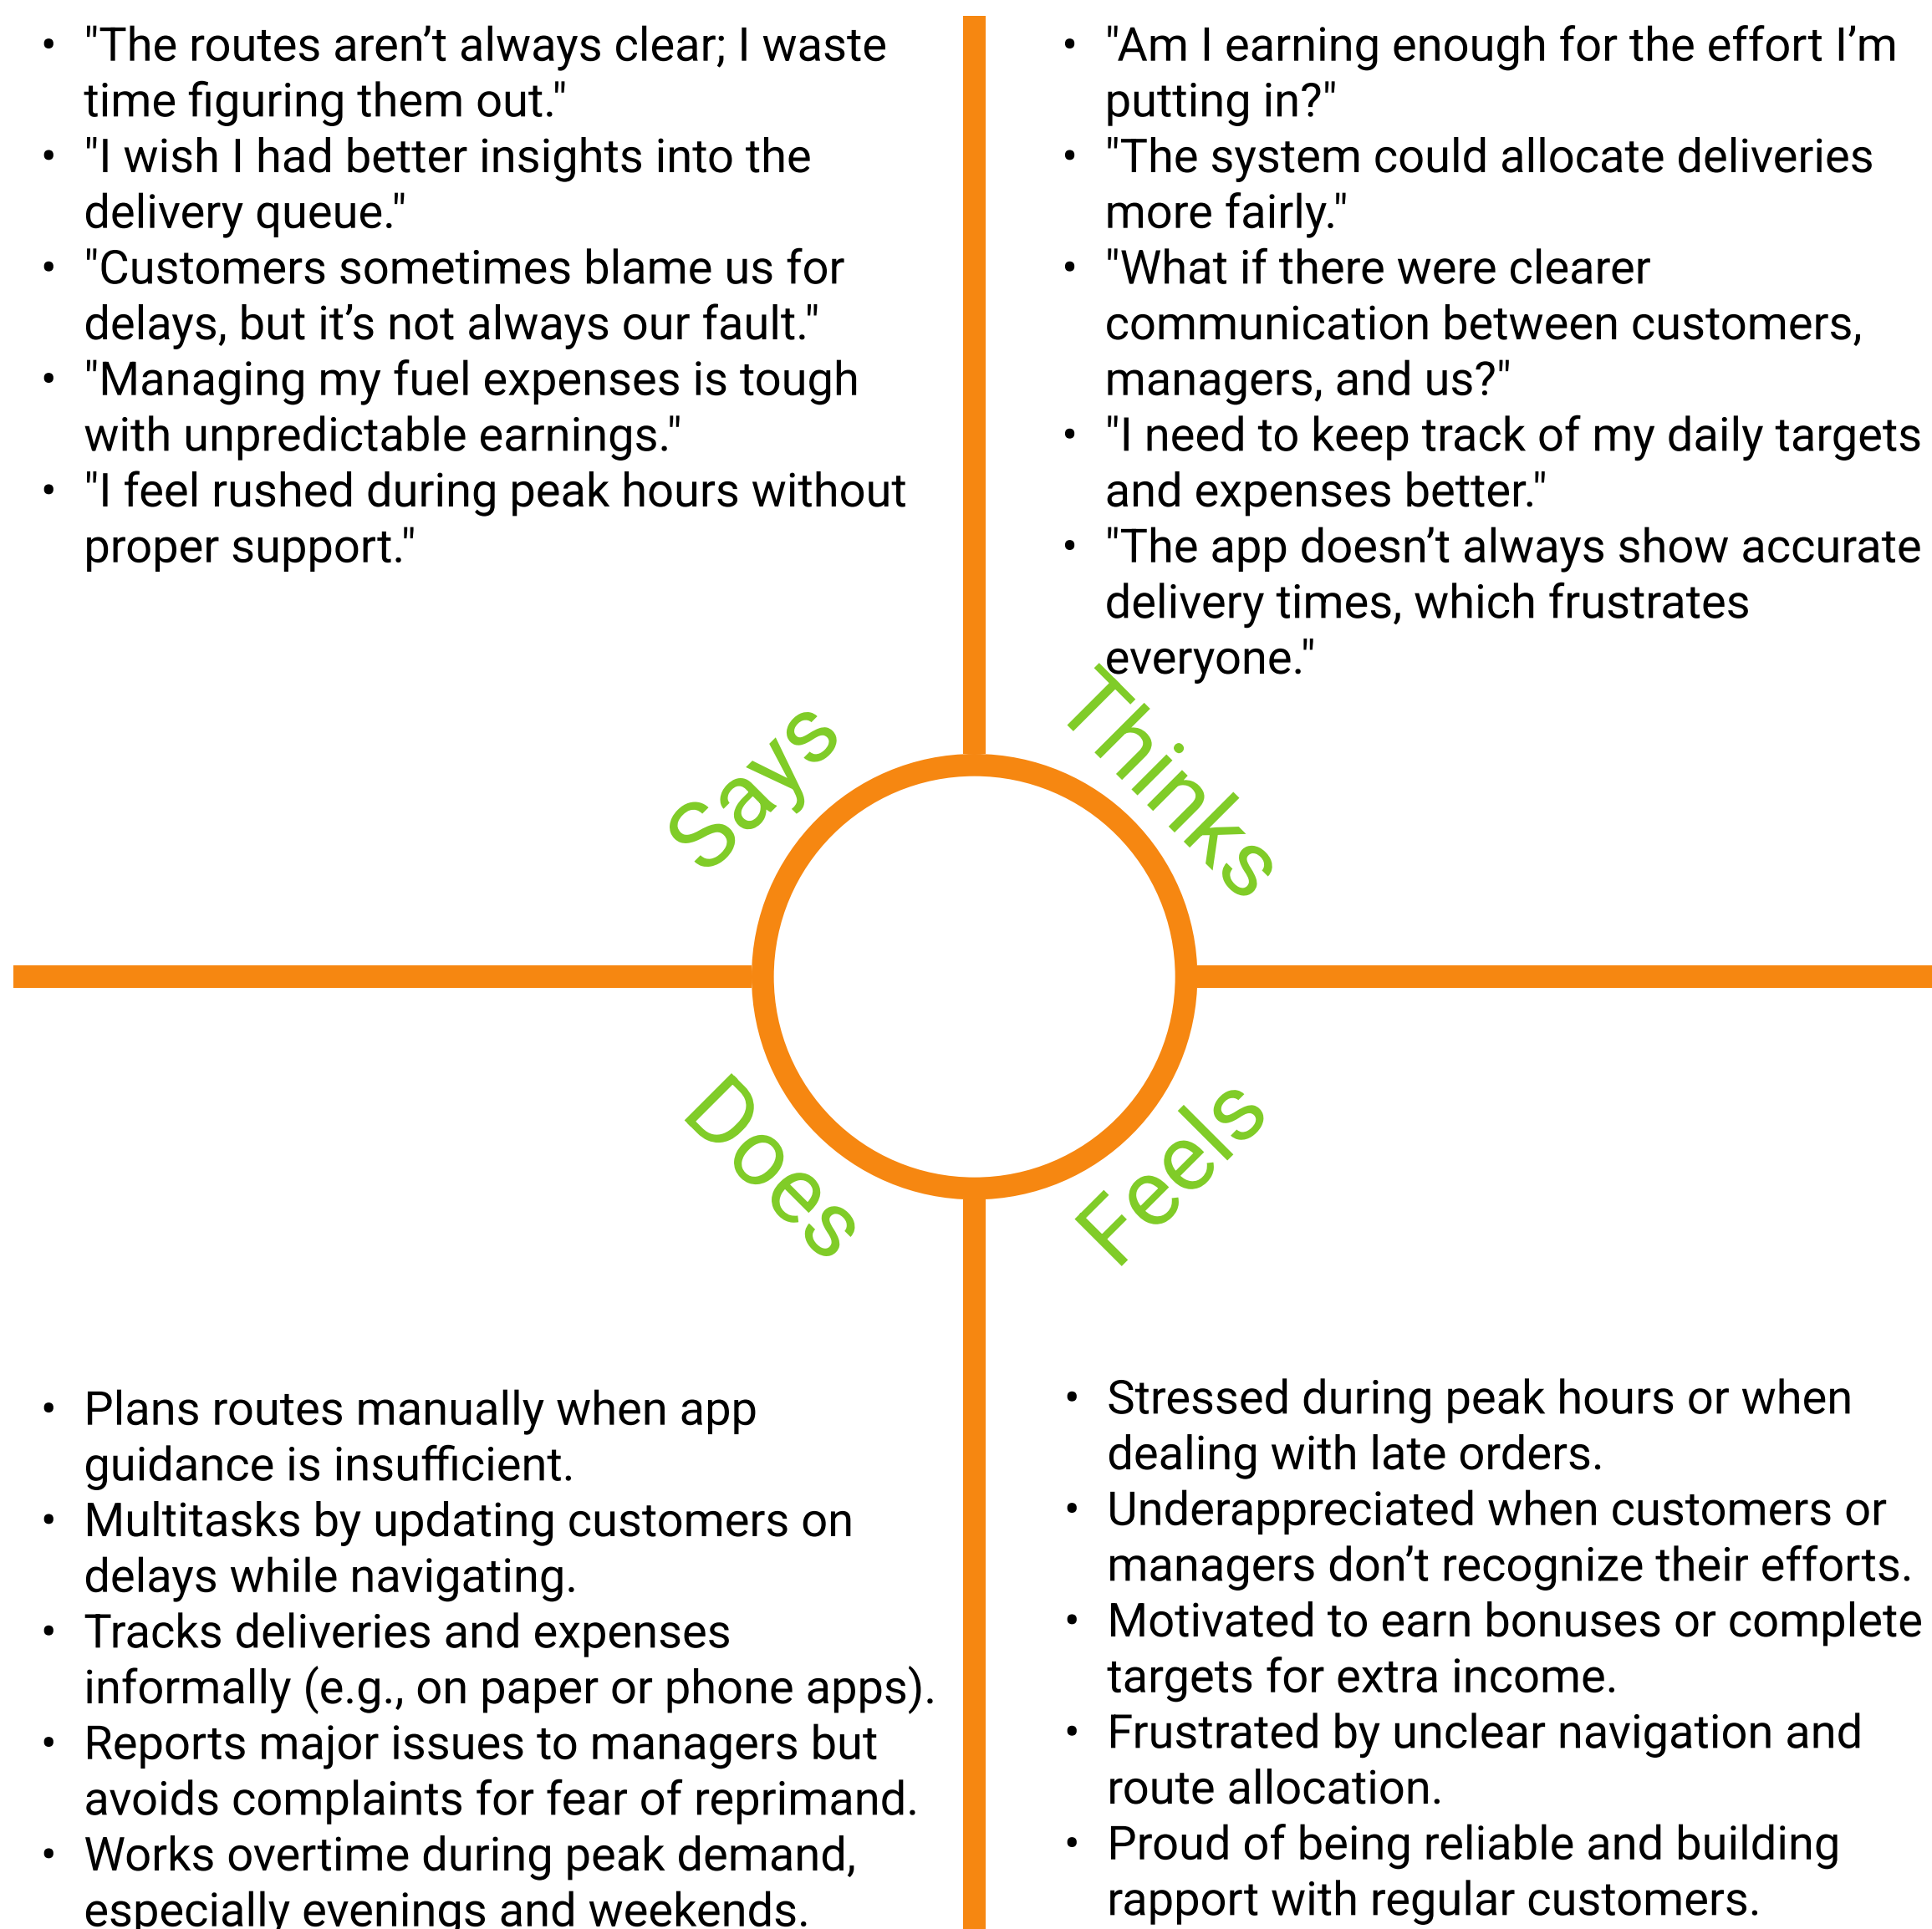 • "The routes aren’t always clear; I waste
time figuring them out."
• "I wish I had better insights into the
delivery queue."
• "Customers sometimes blame us for
delays, but it’s not always our fault."
• "Managing my fuel expenses is tough
with unpredictable earnings."
• "I feel rushed during peak hours without
proper support."
• "Am I earning enough for the effort I’m
putting in?"
• "The system could allocate deliveries
more fairly."
• "What if there were clearer
communication between customers,
managers, and us?"
• "I need to keep track of my daily targets
and expenses better."
• "The app doesn’t always show accurate
delivery times, which frustrates
everyone."
Says
Thinks
Does
Feels
• Plans routes manually when app
guidance is insufficient.
• Multitasks by updating customers on
delays while navigating.
• Tracks deliveries and expenses
informally (e.g., on paper or phone apps).
• Reports major issues to managers but
avoids complaints for fear of reprimand.
• Works overtime during peak demand,
especially evenings and weekends.
• Stressed during peak hours or when
dealing with late orders.
• Underappreciated when customers or
managers don’t recognize their efforts.
• Motivated to earn bonuses or complete
targets for extra income.
• Frustrated by unclear navigation and
route allocation.
• Proud of being reliable and building
rapport with regular customers.